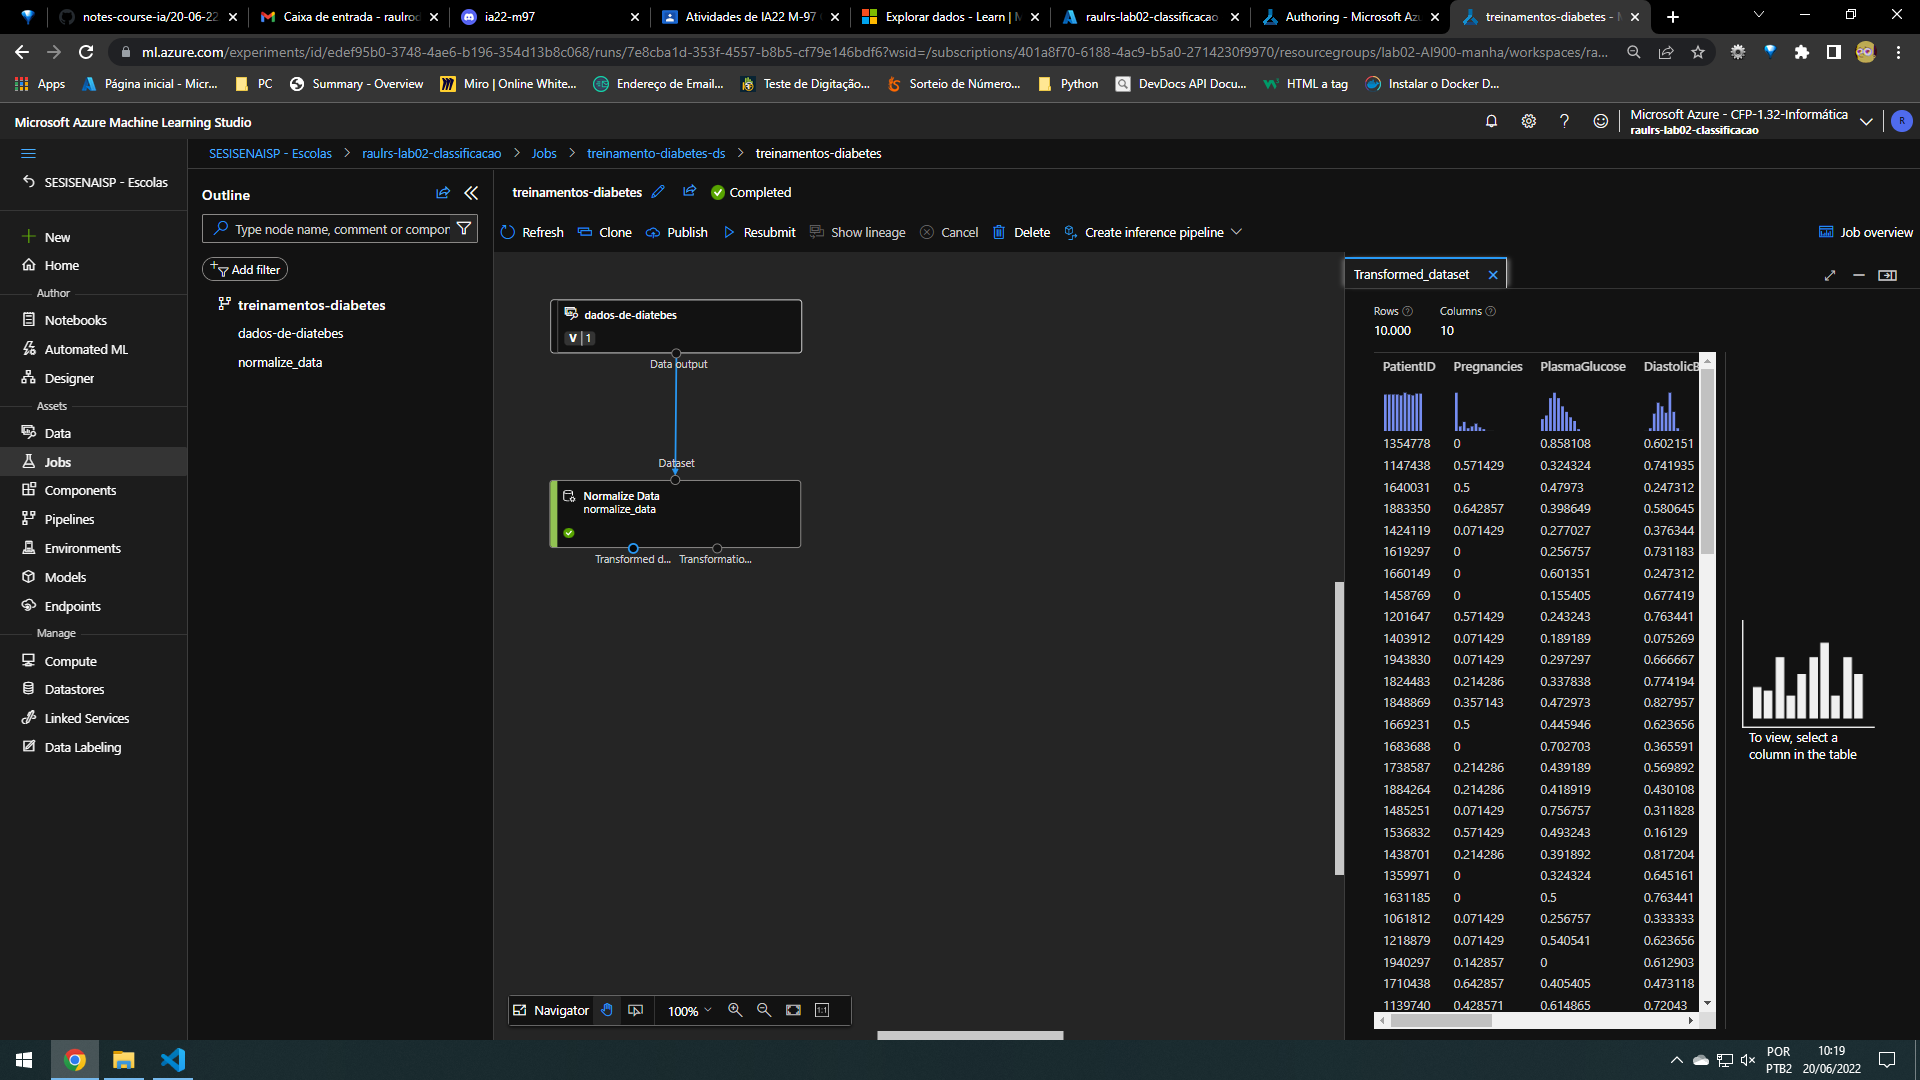 notes-course-ia/20-06-22
Caixa de entrada - raulrod
ia22-m97
Atividades de IA22 M-97
Explorar dados - Learn | M
raulrs-lab02-classificacao
Authoring - Microsoft Azu
treinamentos-diabetes - M
ml.azure.com/experiments/id/edef95b0-3748-4ae6-b196-354d13b8c068/runs/7e8cba1d-353f-4557-b8b5-cf79e146bdf6?wsid=/subscriptions/401a8f70-6188-4ac9-b5a0-2714230f9970/resourcegroups/lab02-AI900-manha/workspaces/ra...
Apps
Página inicial - Micr...
PC
Summary - Overview
Miro | Online White...
Endereço de Email...
Teste de Digitação...
Sorteio de Número...
Python
DevDocs API Docu...
HTML a tag
Instalar o Docker D...
Microsoft Azure Machine Learning Studio
Microsoft Azure - CFP-1.32-Informática
raulrs-lab02-classificacao
R
SESISENAISP - Escolas
New
Home
Author
Notebooks
Automated ML
Designer
Assets
Data
Jobs
Components
Pipelines
Environments
Models
Endpoints
Manage
Compute
Datastores
Linked Services
Data Labeling
SESISENAISP - Escolas > raulrs-lab02-classificacao > Jobs > treinamento-diabetes-ds > treinamentos-diabetes
Outline
Type node name, comment or compor
Add filter
treinamentos-diabetes
dados-de-diatebes
normalize_data
treinamentos-diabetes
Completed
Refresh
Clone
Publish
Resubmit
Show lineage
Cancel
Delete
Create inference pipeline
Job overview
dados-de-diatebes
V | 1
Data output
Dataset
Normalize Data
normalize_data
Transformed d...
Transformatio...
Navigator
100%
1:1
Transformed_dataset
Rows
Columns
10.000
10
PatientID Pregnancies PlasmaGlucose DiastolicB
1354778 0 0.858108 0.602151
1147438 0.571429 0.324324 0.741935
1640031 0.5 0.47973 0.247312
1883350 0.642857 0.398649 0.580645
1424119 0.071429 0.277027 0.376344
1619297 0 0.256757 0.731183
1660149 0 0.601351 0.247312
1458769 0 0.155405 0.677419
1201647 0.571429 0.243243 0.763441
1403912 0.071429 0.189189 0.075269
1943830 0.071429 0.297297 0.666667
1824483 0.214286 0.337838 0.774194
1848869 0.357143 0.472973 0.827957
1669231 0.5 0.445946 0.623656
1683688 0 0.702703 0.365591
1738587 0.214286 0.439189 0.569892
1884264 0.214286 0.418919 0.430108
1485251 0.071429 0.756757 0.311828
1536832 0.571429 0.493243 0.16129
1438701 0.214286 0.391892 0.817204
1359971 0 0.324324 0.645161
1631185 0 0.5 0.763441
1061812 0.071429 0.256757 0.333333
1218879 0.071429 0.540541 0.623656
1940297 0.142857 0 0.612903
1710438 0.642857 0.405405 0.473118
1139740 0.428571 0.614865 0.72043
To view, select a
column in the table
POR
PTB2
10:19
20/06/2022